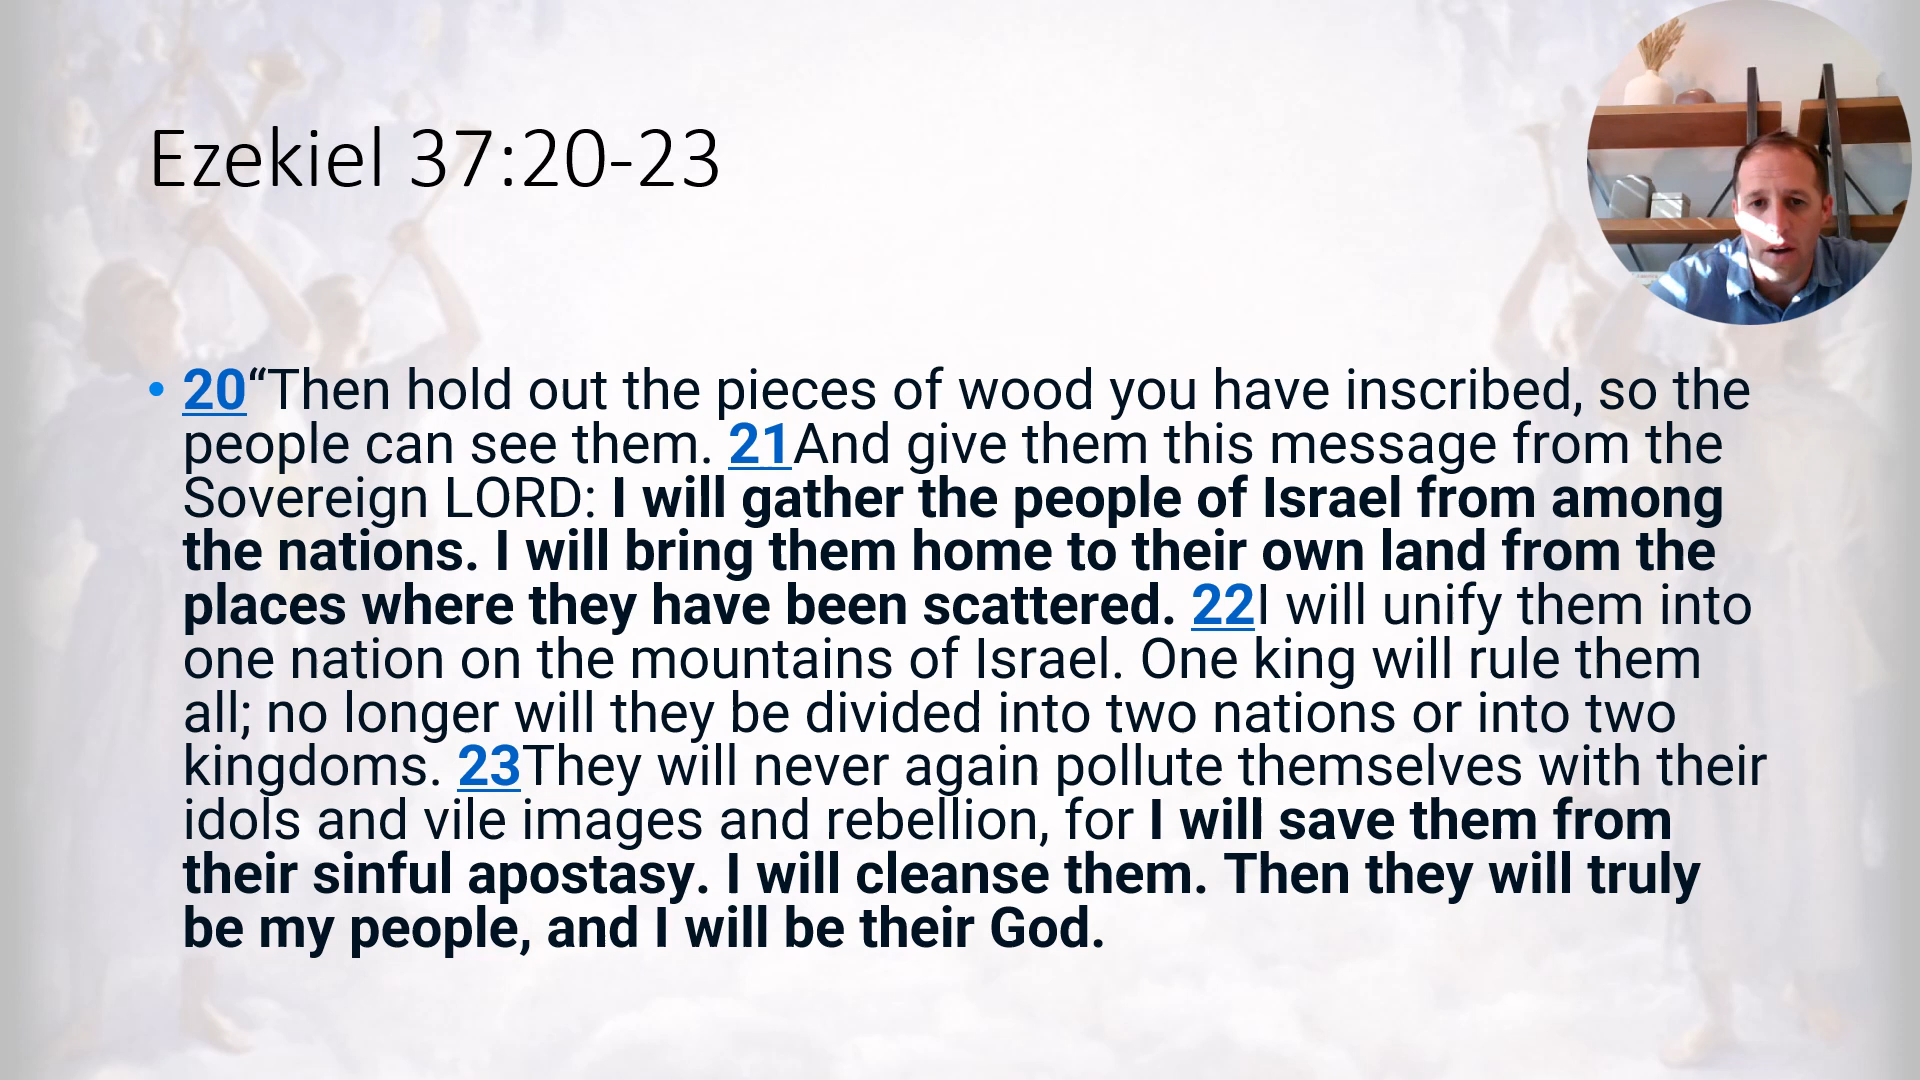 Ezekiel 37:20-23
• 20“Then hold out the pieces of wood you have inscribed, so the
people can see them. 21And give them this message from the
Sovereign LORD: I will gather the people of Israel from among
the nations. I will bring them home to their own land from the
places where they have been scattered. 22I will unify them into
one nation on the mountains of Israel. One king will rule them
all; no longer will they be divided into two nations or into two
kingdoms. 23They will never again pollute themselves with their
idols and vile images and rebellion, for I will save them from
their sinful apostasy. I will cleanse them. Then they will truly
be my people, and I will be their God.